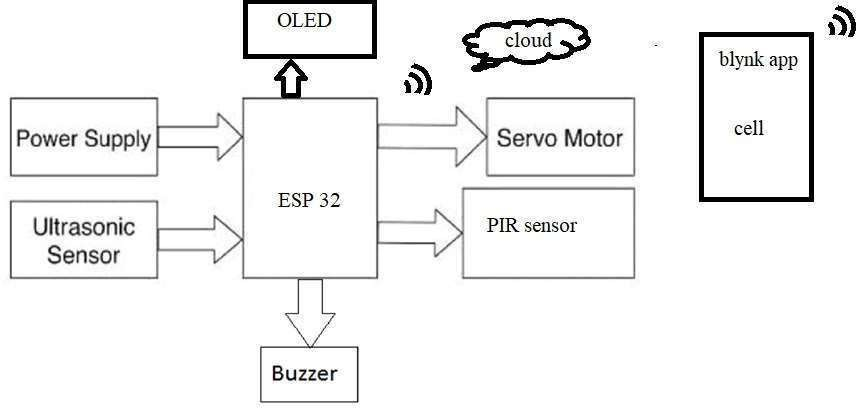 OLED
cloud
blynk app
cell
Power Supply
ESP 32
Servo Motor
Ultrasonic
Sensor
PIR sensor
Buzzer